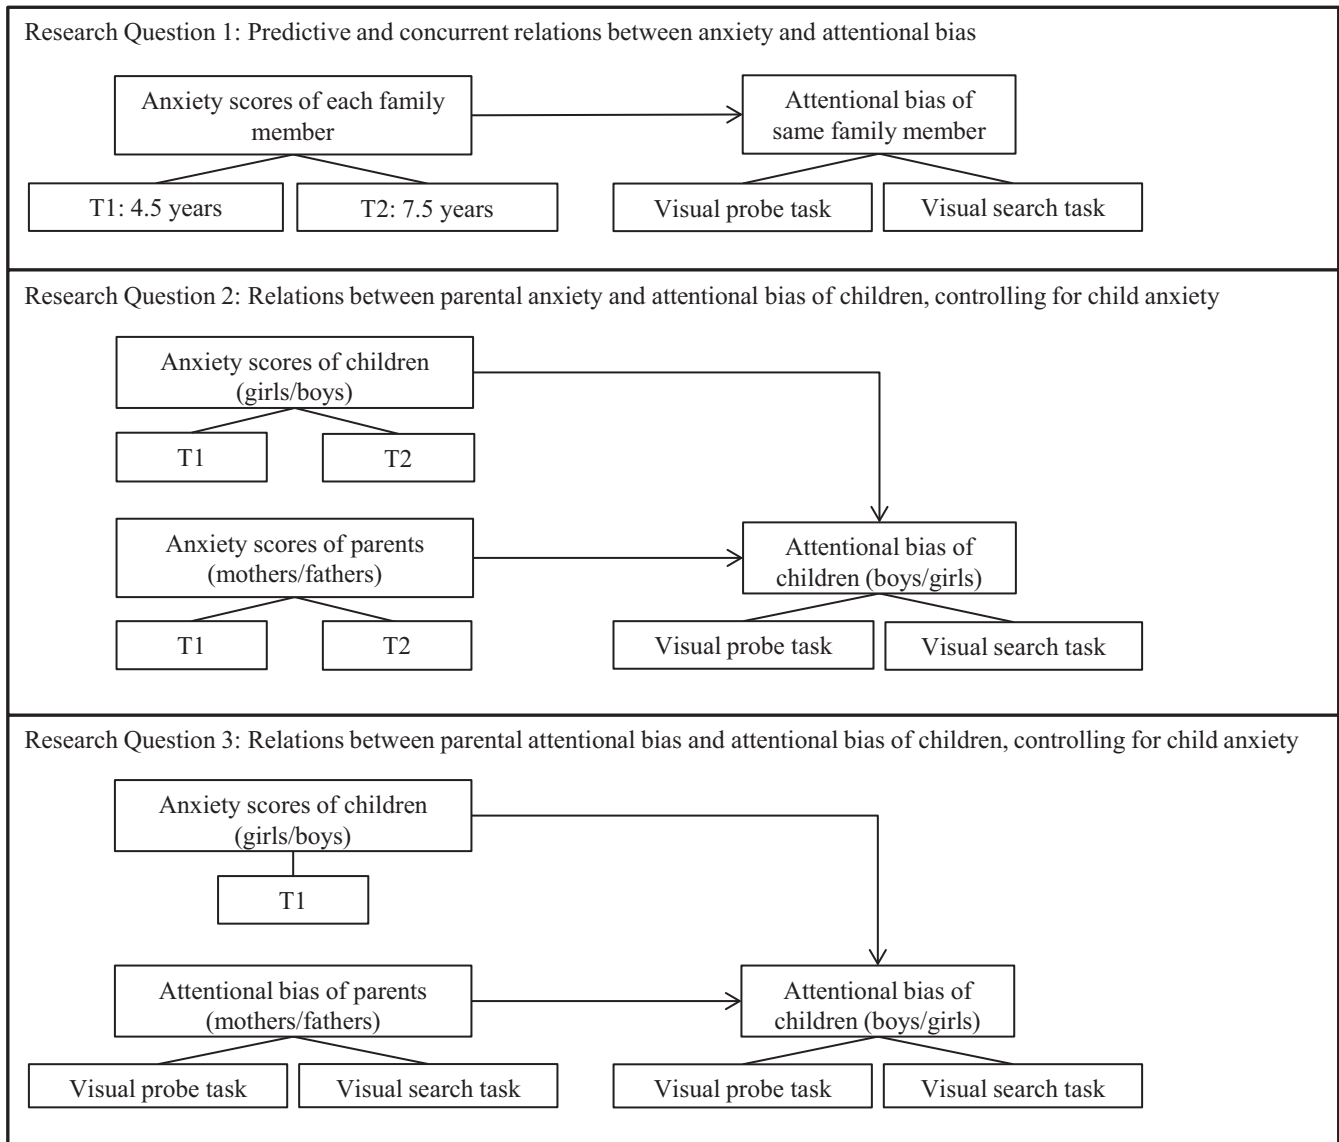 Research Question 1: Predictive and concurrent relations between anxiety and attentional bias
Anxiety scores of each family
member
Attentional bias of
same family member
T1: 4.5 years
T2: 7.5 years
Visual probe task
Visual search task
Research Question 2: Relations between parental anxiety and attentional bias of children, controlling for child anxiety
Anxiety scores of children
(girls/boys)
T1
T2
Anxiety scores of parents
(mothers/fathers)
Attentional bias of
children (boys/girls)
T1
T2
Visual probe task
Visual search task
Research Question 3: Relations between parental attentional bias and attentional bias of children, controlling for child anxiety
Anxiety scores of children
(girls/boys)
T1
Attentional bias of parents
(mothers/fathers)
Attentional bias of
children (boys/girls)
Visual probe task
Visual search task
Visual probe task
Visual search task